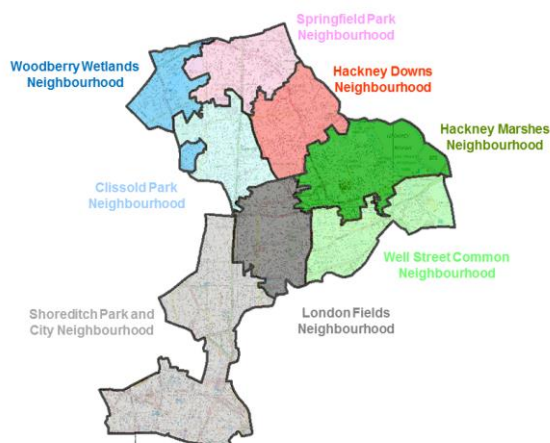 Springfield Park
Neighbourhood
Woodberry Wetlands
Neighbourhood
Hackney Downs
Neighbourhood
Hackney Marshes
Neighbourhood
Clissold Park
Neighbourhood
Well Street Common
Neighbourhood
Shoreditch Park and
City Neighbourhood
London Fields
Neighbourhood